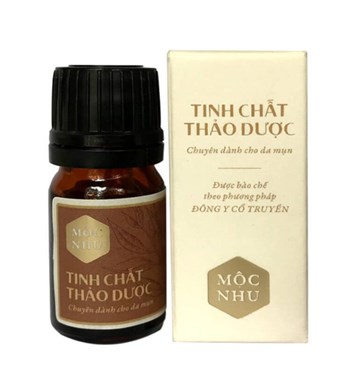 MỘC
NHU
TINH CHẤT
THẢO DƯỢC
Chuyên dành cho da mụn
TINH CHẤT
THẢO DƯỢC
Chuyên dành cho da mụn
Được bào chế
theo phương pháp
ĐÔNG Y CỔ TRUYỀN
MỘC
NHU